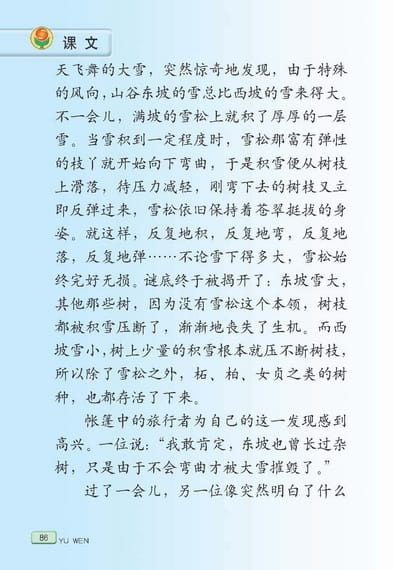 课文
天飞舞的大雪，突然惊奇地发现，由于特殊
的风向，山谷东坡的雪总比西坡的雪来得大。
不一会儿，满坡的雪松上就积了厚厚的一层
雪。当雪积到一定程度时，雪松那富有弹性
的枝丫就开始向下弯曲，于是积雪便从树枝
上滑落，待压力减轻，刚弯下去的树枝又立
即反弹过来，雪松依旧保持着苍翠挺拔的身
姿。就这样，反复地积，反复地弯，反复地
落，反复地弹……不论雪下得多大，雪松始
终完好无损。谜底终于被揭开了：东坡雪大，
其他那些树，因为没有雪松这个本领，树枝
都被积雪压断了，渐渐地丧失了生机。而西
坡雪小，树上少量的积雪根本就压不断树枝，
所以除了雪松之外，柘、柏、女贞之类的树
种，也都存活了下来。
帐篷中的旅行者为自己的这一发现感到
高兴。一位说：“我敢肯定，东坡也曾长过杂
树，只是由于不会弯曲才被大雪摧毁了。”
过了一会儿，另一位像突然明白了什么
86 YU WEN